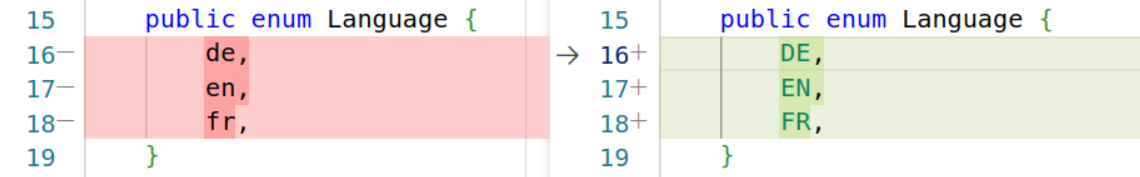 15 public enum Language {
16− de,
17− en,
18− fr,
19 }
→
15 public enum Language {
16+ DE,
17+ EN,
18+ FR,
19 }